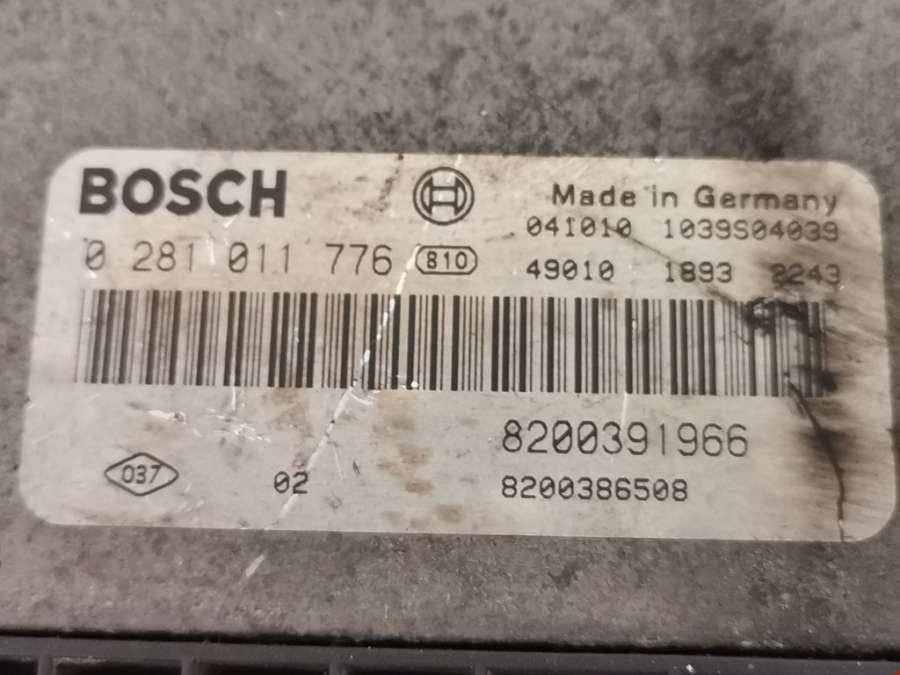 BOSCH
Made in Germany
041010 1039S04039
0 281 011 776 810
49010 1893 2243
8200391966
037 02 8200386508